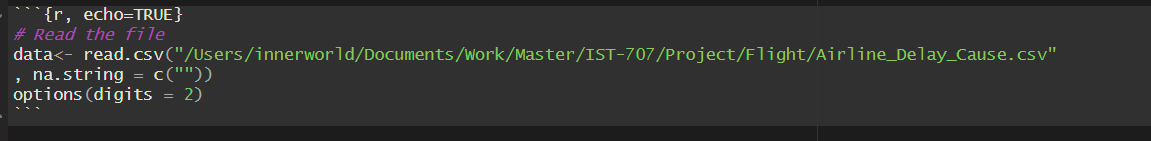 ```{r, echo=TRUE}
# Read the file
data<- read.csv("/Users/innerworld/Documents/Work/Master/IST-707/Project/Flight/Airline_Delay_Cause.csv"
, na.string = c(""))
options(digits = 2)
```